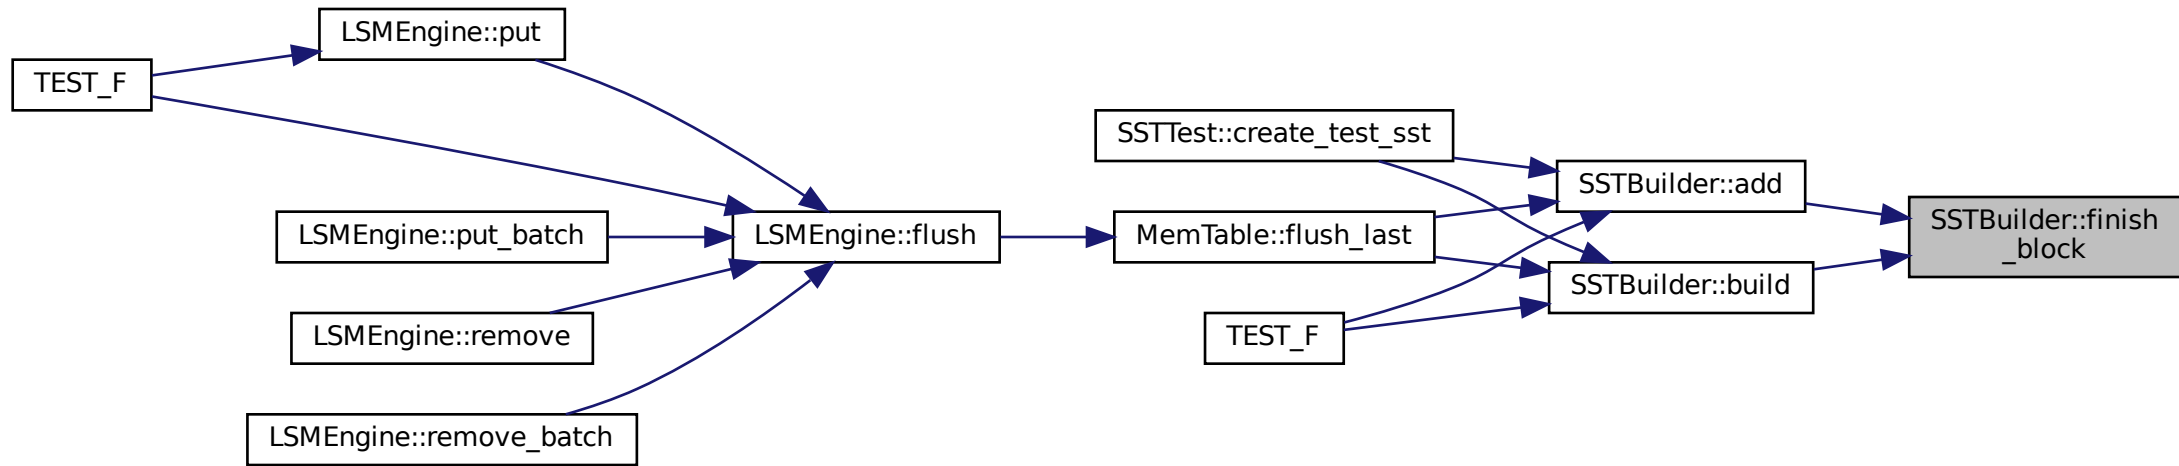 LSMEngine::put
TEST_F
LSMEngine::put_batch
LSMEngine::remove
LSMEngine::remove_batch
LSMEngine::flush
SSTTest::create_test_sst
MemTable::flush_last
TEST_F
SSTBuilder::add
SSTBuilder::build
SSTBuilder::finish
_block